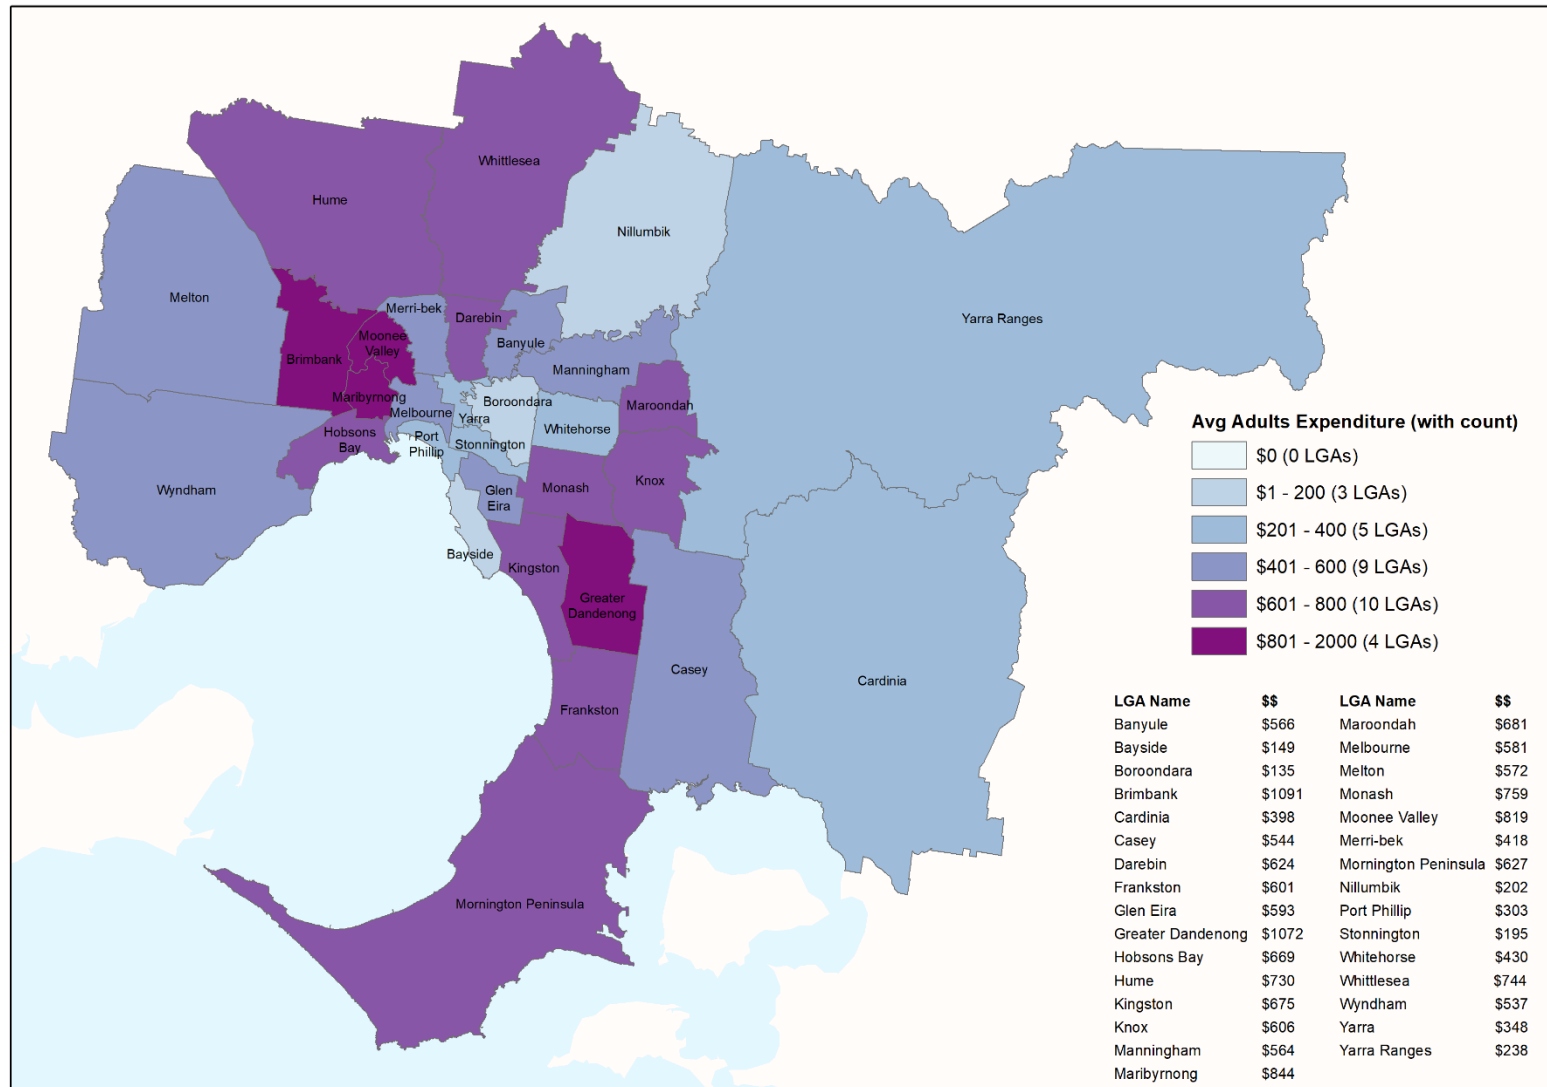 Whittlesea
Hume
Nillumbik
Melton
Merri-bek
Darebin
Yarra Ranges
Moonee
Valley
Banyule
Brimbank
Manningham
Maribyrnong
Melbourne
Yarra
Boroondara
Maroondah
Hobsons
Bay
Port
Phillip
Stonnington
Whitehorse
Wyndham
Glen
Eira
Monash
Knox
Bayside
Kingston
Greater
Dandenong
Casey
Cardinia
Frankston
Mornington Peninsula
Avg Adults Expenditure (with count)
$0 (0 LGAs)
$1 - 200 (3 LGAs)
$201 - 400 (5 LGAs)
$401 - 600 (9 LGAs)
$601 - 800 (10 LGAs)
$801 - 2000 (4 LGAs)
LGA Name $$ LGA Name $$
Banyule $566 Maroondah $681
Bayside $149 Melbourne $581
Boroondara $135 Melton $572
Brimbank $1091 Monash $759
Cardinia $398 Moonee Valley $819
Casey $544 Merri-bek $418
Darebin $624 Mornington Peninsula $627
Frankston $601 Nillumbik $202
Glen Eira $593 Port Phillip $303
Greater Dandenong $1072 Stonnington $195
Hobsons Bay $669 Whitehorse $430
Hume $730 Whittlesea $744
Kingston $675 Wyndham $537
Knox $606 Yarra $348
Manningham $564 Yarra Ranges $238
Maribyrnong $844